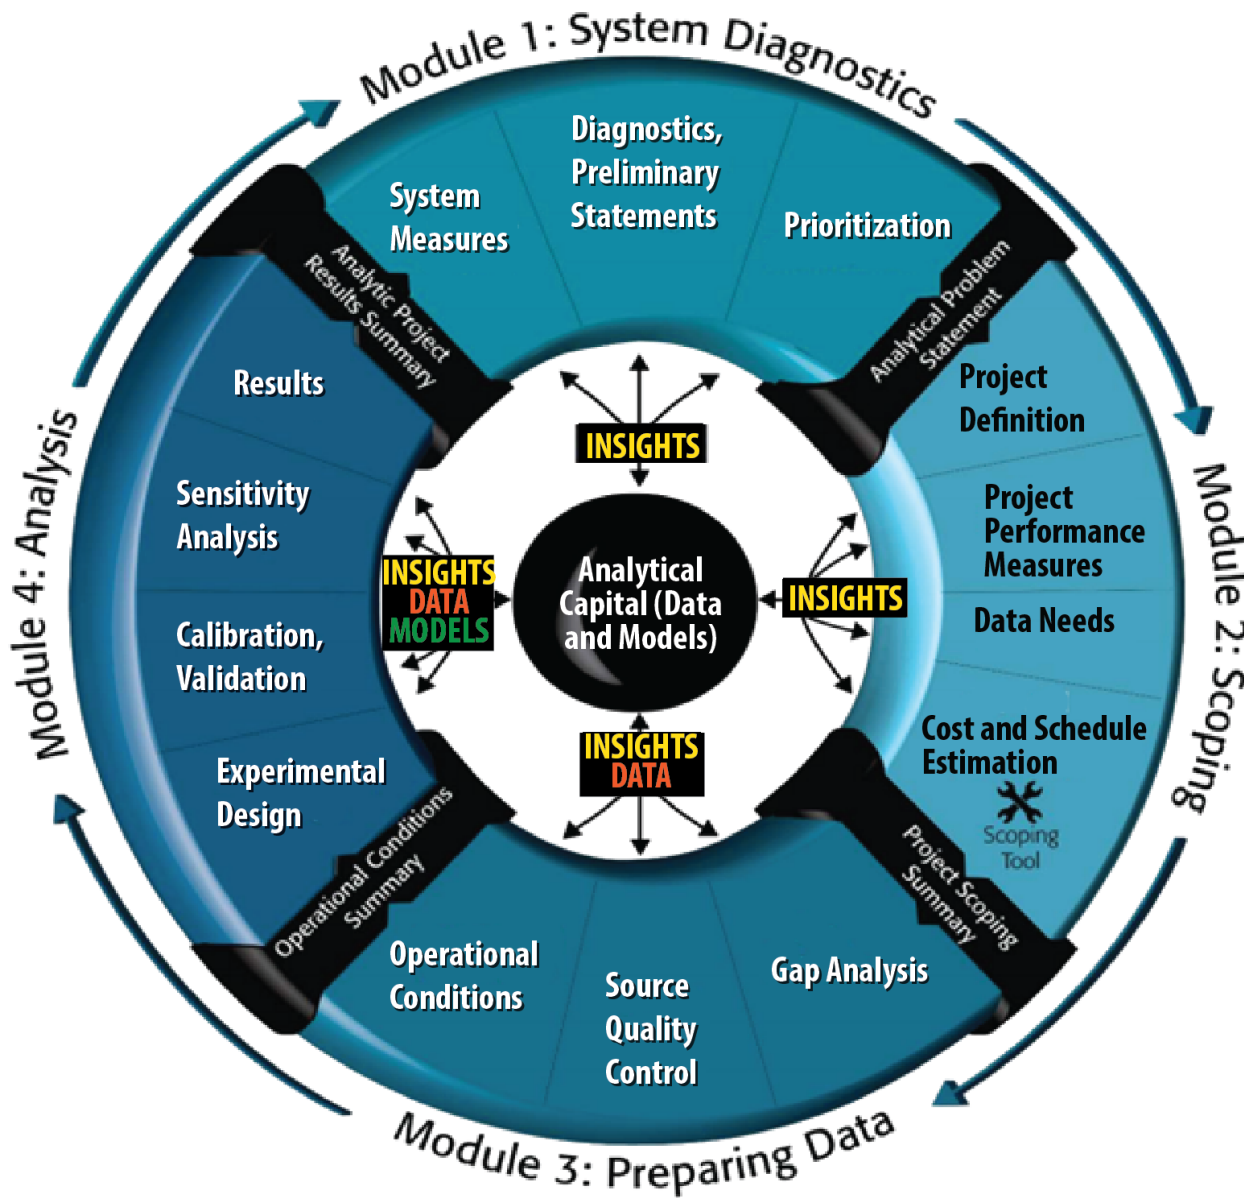 Module 1: System Diagnostics
System
Measures
Diagnostics,
Preliminary
Statements
Prioritization
Analytical Problem
Statement
Module 2: Scoping
Project
Definition
Project
Performance
Measures
Data Needs
Cost and Schedule
Estimation
Scoping
Tool
Project Scoping
Summary
Module 3: Preparing Data
Gap Analysis
Source
Quality
Control
Operational
Conditions
Operational Conditions
Summary
Module 4: Analysis
Experimental
Design
Calibration,
Validation
Sensitivity
Analysis
Results
Analytic Project
Results Summary
INSIGHTS
INSIGHTS
INSIGHTS
DATA
INSIGHTS
DATA
MODELS
Analytical
Capital (Data
and Models)